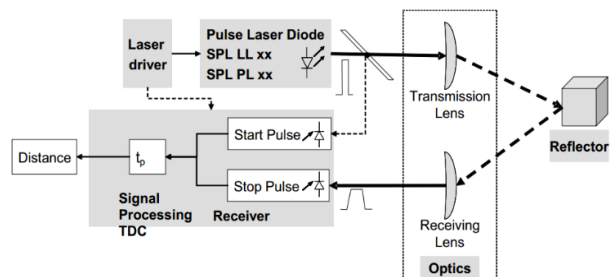 Laser
driver
Pulse Laser Diode
SPL LL xx
SPL PL xx
Transmission
Lens
Reflector
Distance
tp
Start Pulse
Stop Pulse
Signal
Processing
TDC
Receiver
Receiving
Lens
Optics